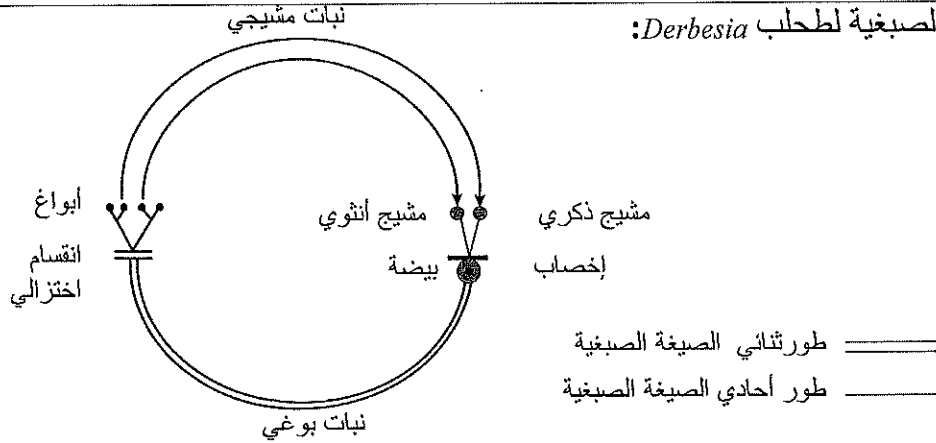 لصبغية لطحلب Derbesia:
نبات مشيجي
أبواغ
مشيج أنثوي
مشيج ذكري
انقسام
اختزالي
بيضة
إخصاب
طورثنائي الصيغة الصبغية
طور أحادي الصيغة الصبغية
نبات بوغي